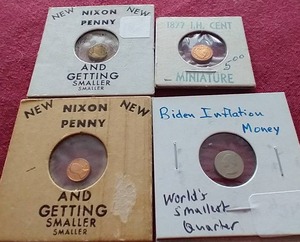 NEW NIXON
PENNY
AND
GETTING
SMALLER
SMALLER
1877 I.H. CENT
5.00
MINIATURE
NEW NIXON NEW
PENNY
AND
GETTING
SMALLER
SMALLER
Biden Inflation
Money
World's
smallest
Quarter